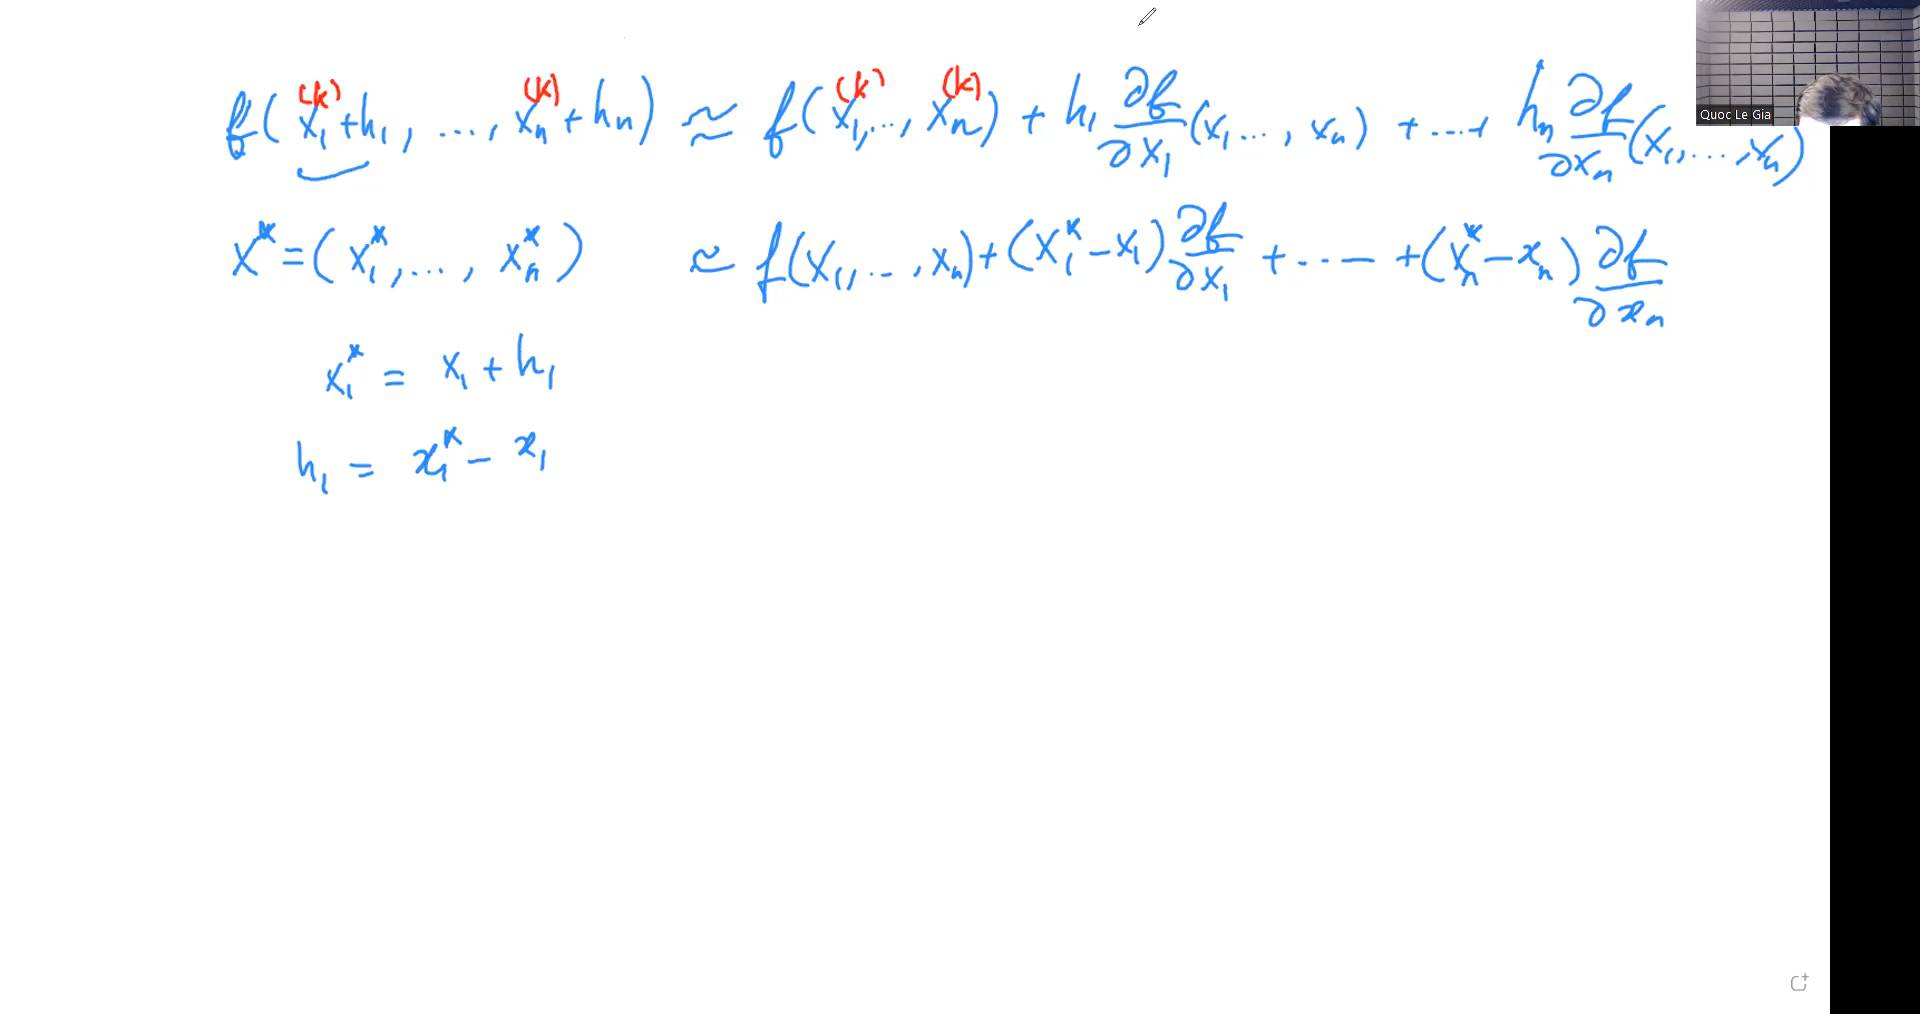 f(x₁⁽ᵏ⁾+h₁, ..., xₙ⁽ᵏ⁾+hₙ) ≈ f(x₁⁽ᵏ⁾,..., xₙ⁽ᵏ⁾) + h₁ ∂f/∂x₁ (x₁..., xₙ) + ....+ hₙ ∂f/∂xₙ (x₁,...,xₙ)
Quoc Le Gia
x* = (x₁*,..., xₙ*) ≈ f(x₁,..., xₙ)+(x₁*-x₁) ∂f/∂x₁ + ..... +(xₙ*-xₙ) ∂f/∂xₙ
x₁* = x₁ + h₁
h₁ = x₁* - x₁